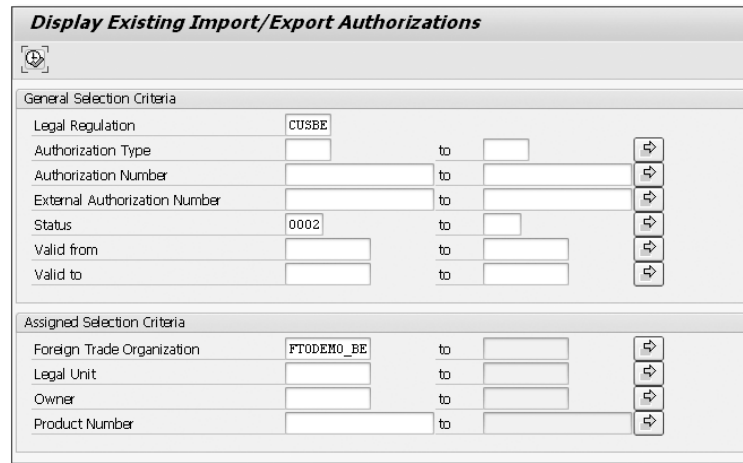 Display Existing Import/Export Authorizations
General Selection Criteria
Legal Regulation CUSBE
Authorization Type to
Authorization Number to
External Authorization Number to
Status 0002 to
Valid from to
Valid to to
Assigned Selection Criteria
Foreign Trade Organization FTODEMO_BE to
Legal Unit to
Owner to
Product Number to